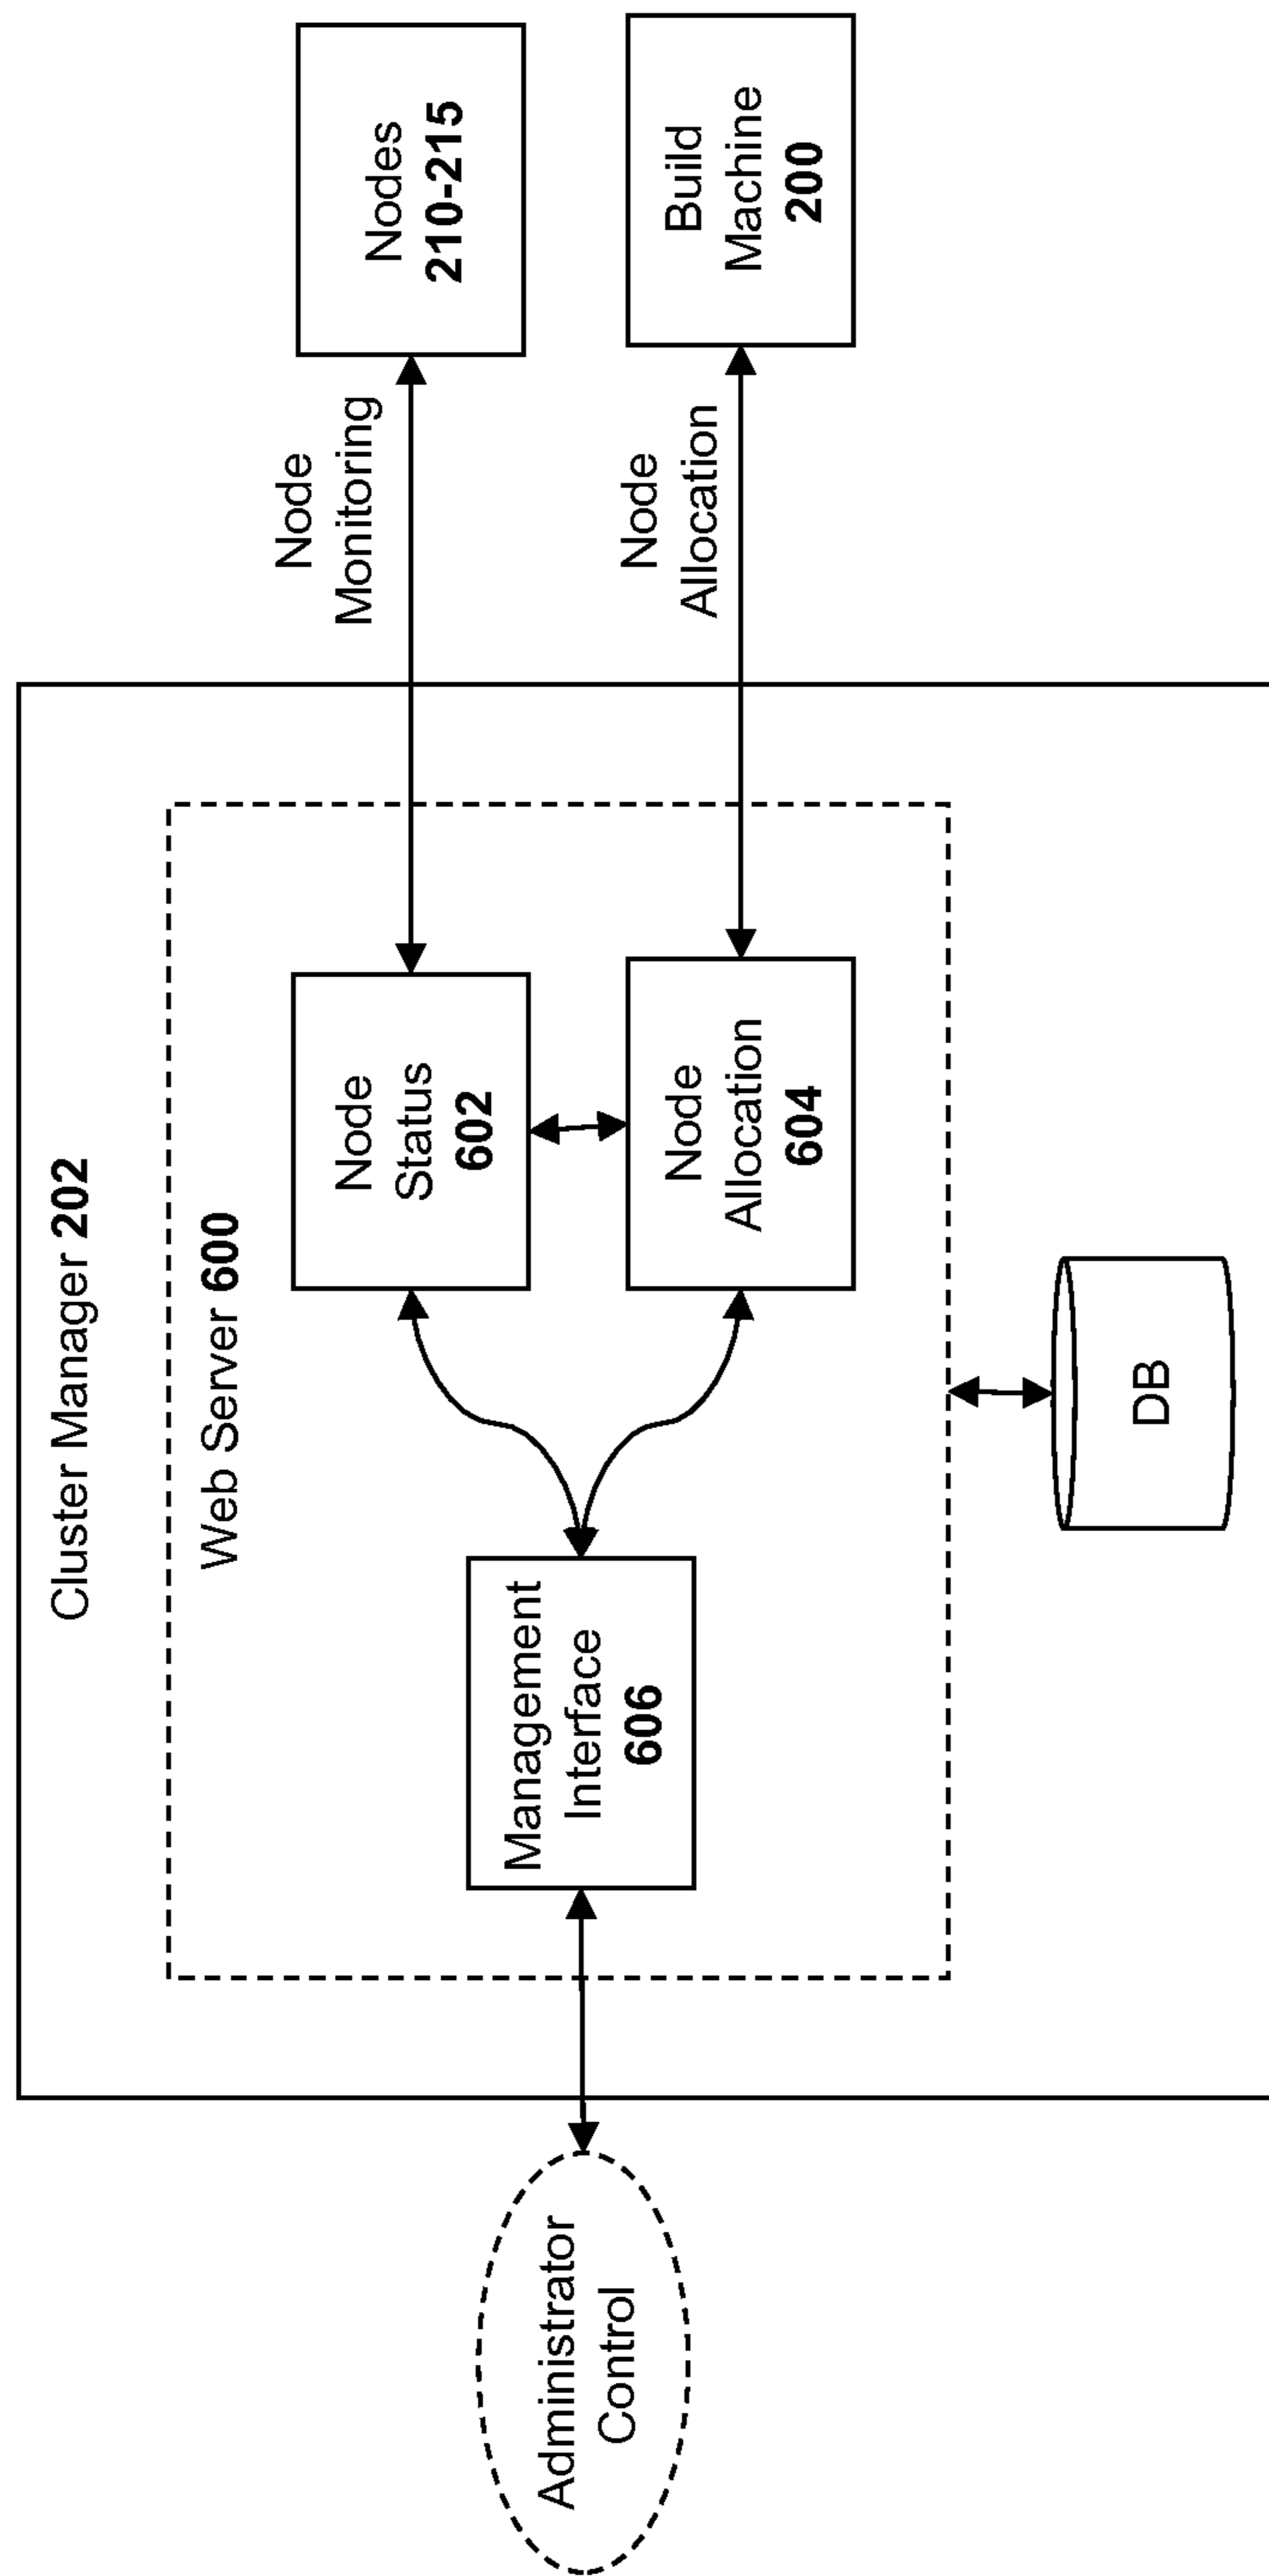 Cluster Manager 202
Web Server 600
Administrator
Control
Management
Interface
606
Node
Status
602
Node
Allocation
604
Node
Monitoring
Node
Allocation
Nodes
210-215
Build
Machine
200
DB